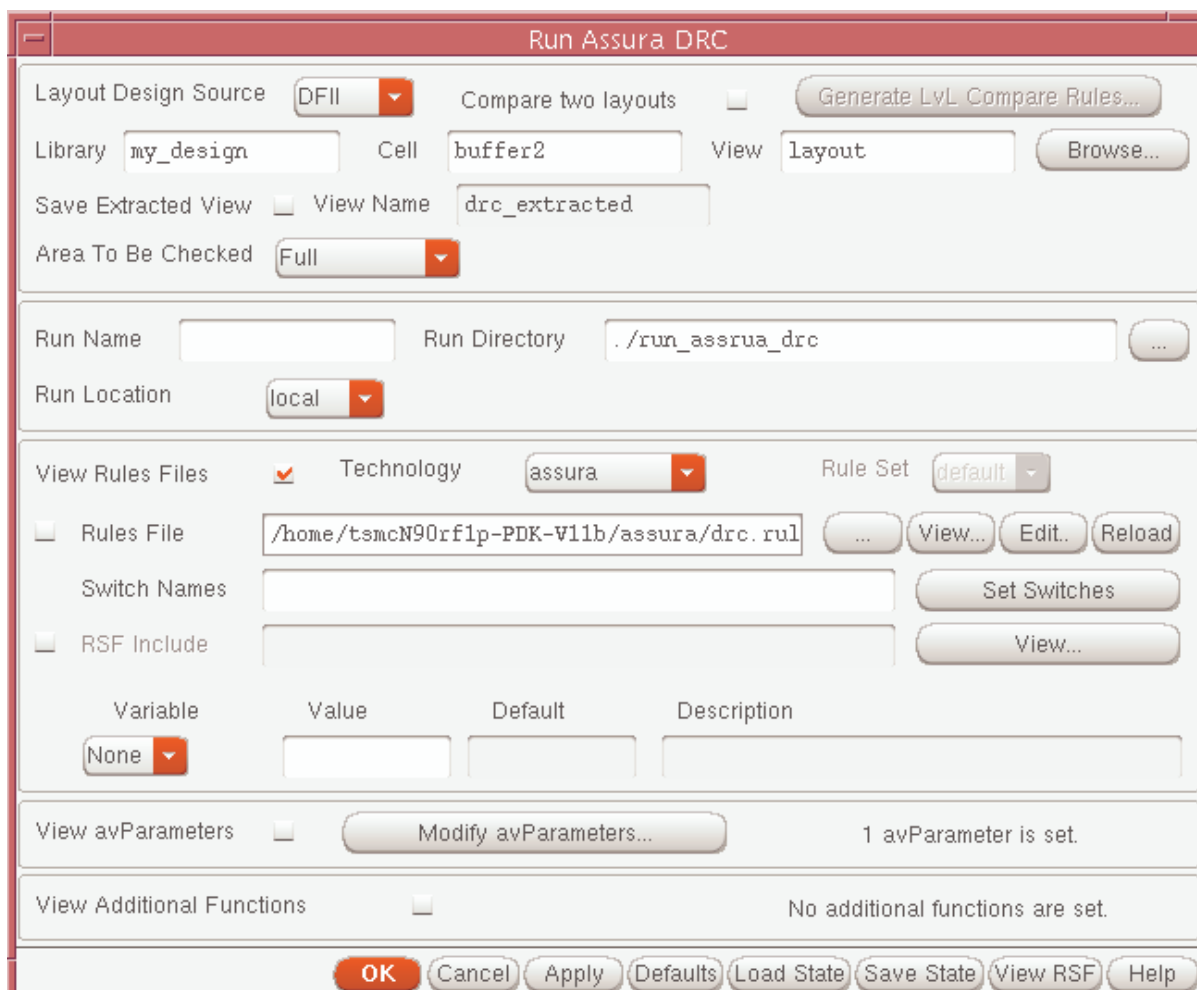 Run Assura DRC
Layout Design Source DFII Compare two layouts Generate LvL Compare Rules...
Library my_design Cell buffer2 View layout Browse...
Save Extracted View View Name drc_extracted
Area To Be Checked Full
Run Name Run Directory ./run_assrua_drc ...
Run Location local
View Rules Files Technology assura Rule Set default
Rules File /home/tsmcN90rf1p-PDK-V11b/assura/drc.rul ... View... Edit.. Reload
Switch Names Set Switches
RSF Include View...
Variable Value Default Description
None
View avParameters Modify avParameters... 1 avParameter is set.
View Additional Functions No additional functions are set.
OK Cancel Apply Defaults Load State Save State View RSF Help